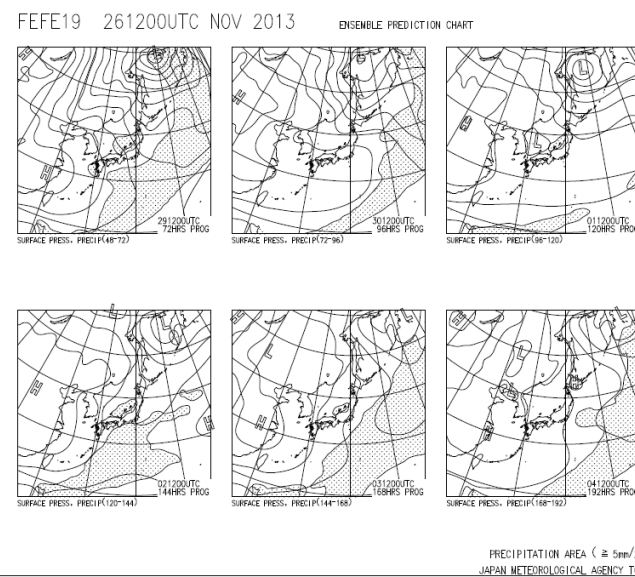 FEFE19 261200UTC NOV 2013 ENSEMBLE PREDICTION CHART
291200UTC
72HRS PROG
SURFACE PRESS, PRECIP(48-72)
301200UTC
96HRS PROG
SURFACE PRESS, PRECIP(72-96)
011200UTC
120HRS PROG
SURFACE PRESS, PRECIP(96-120)
021200UTC
144HRS PROG
SURFACE PRESS, PRECIP(120-144)
031200UTC
168HRS PROG
SURFACE PRESS, PRECIP(144-168)
041200UTC
192HRS PROG
SURFACE PRESS, PRECIP(168-192)
PRECIPITATION AREA ( ≧ 5mm/
JAPAN METEOROLOGICAL AGENCY